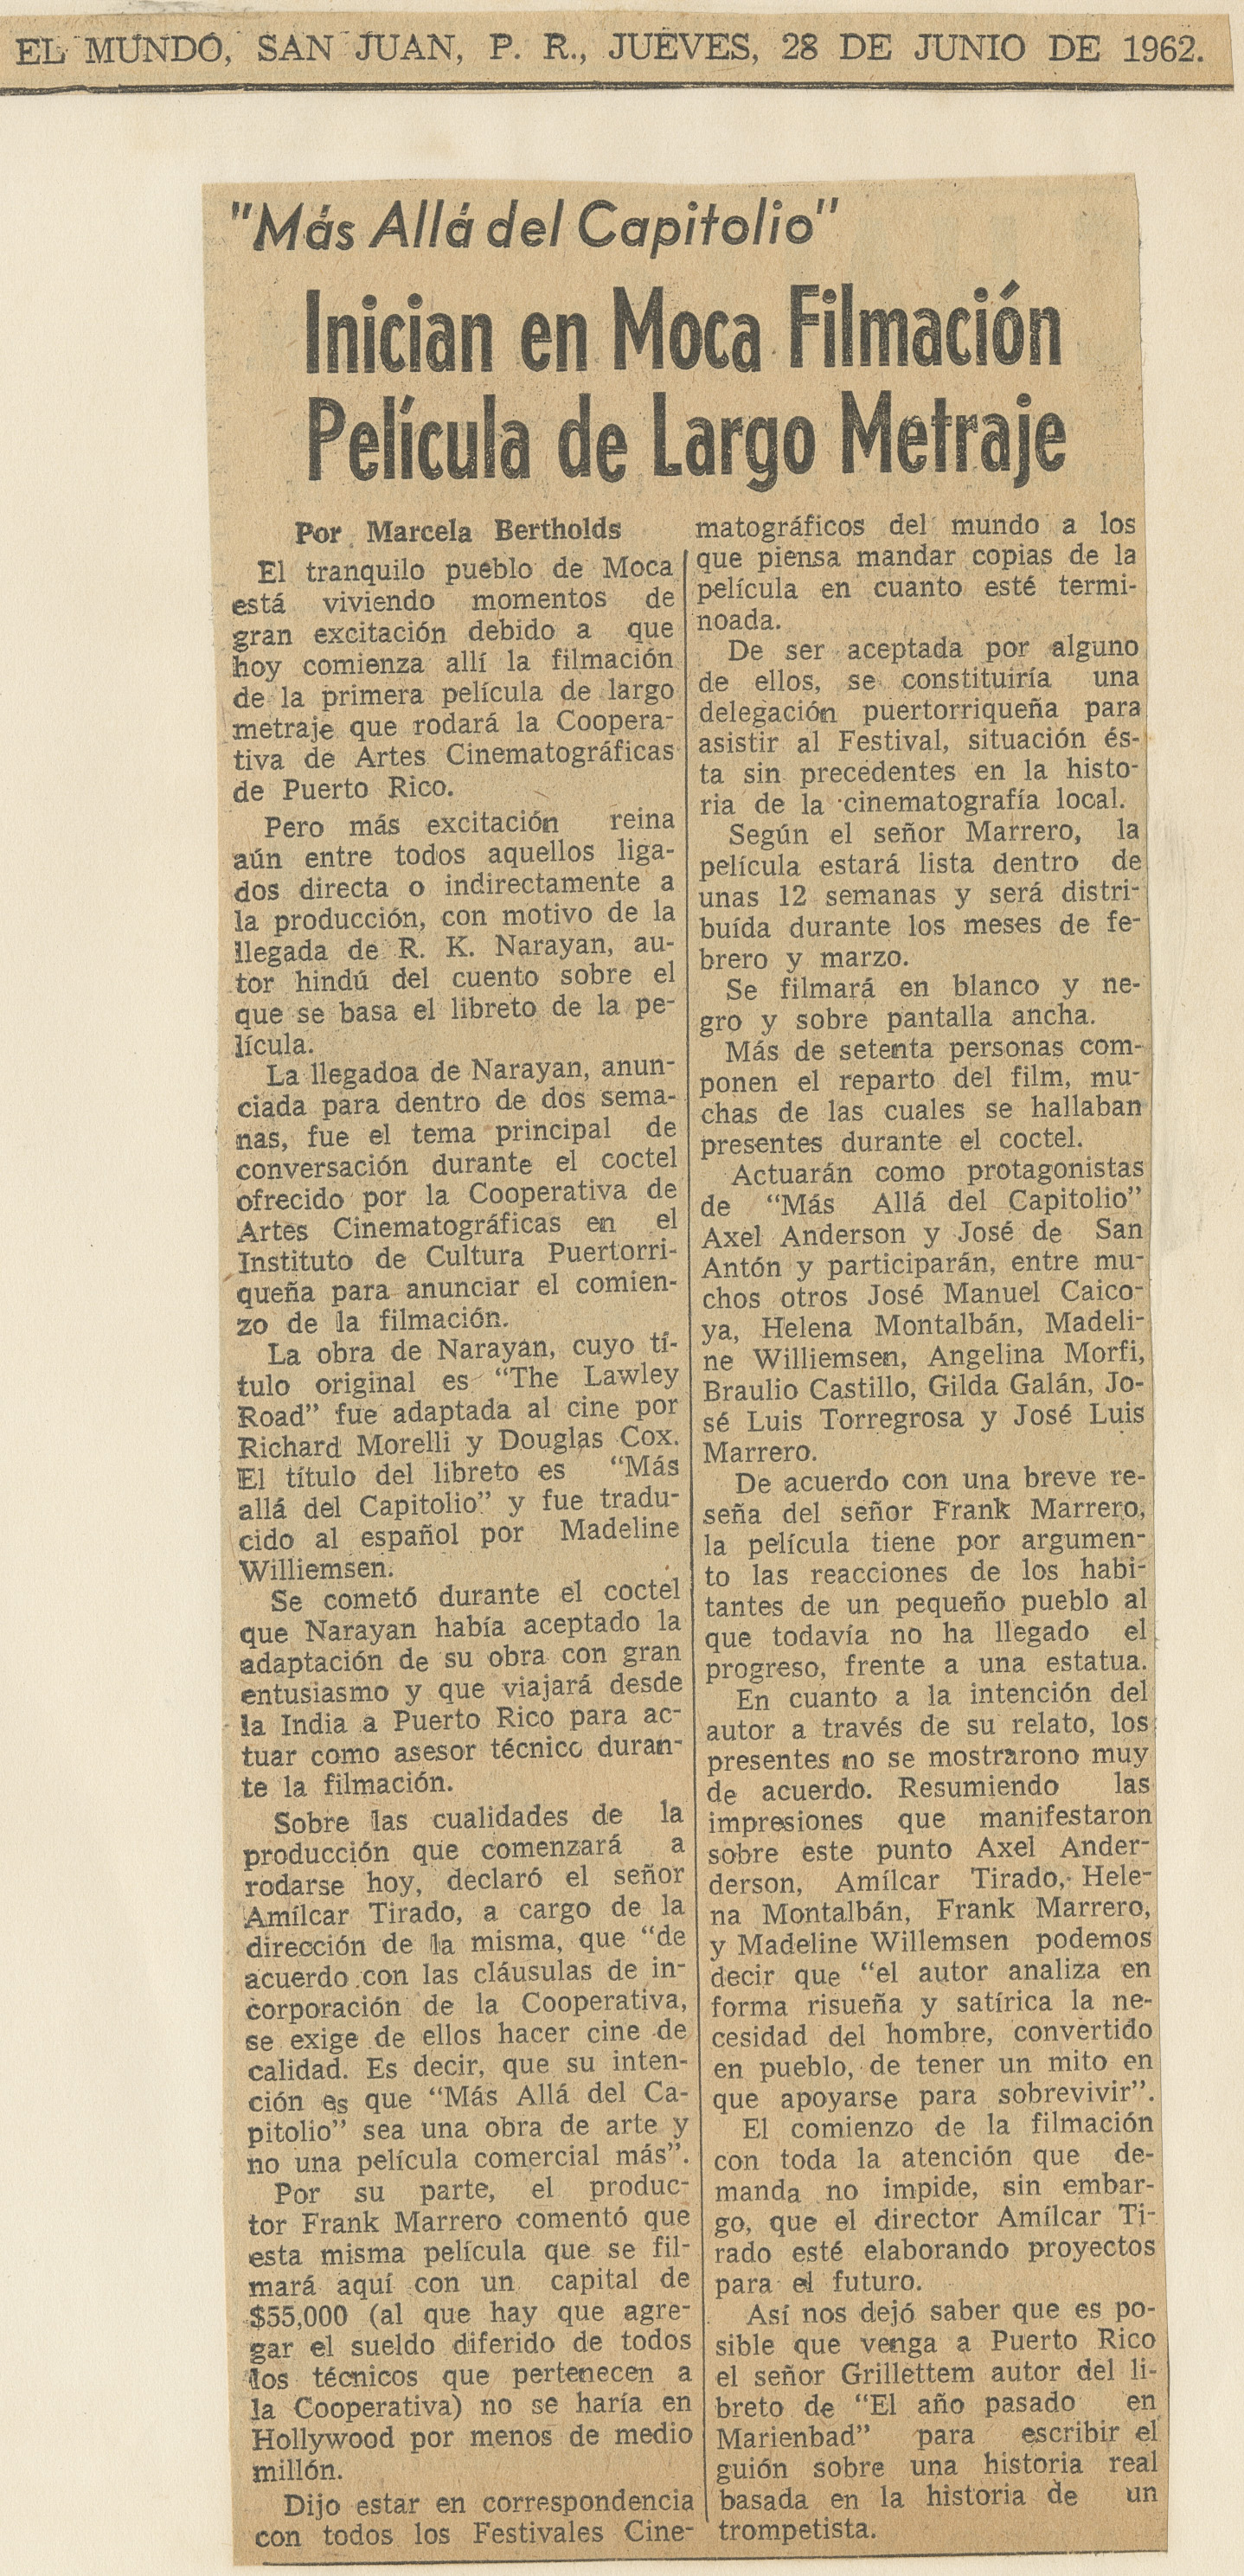 EL MUNDO, SAN JUAN, P. R., JUEVES, 28 DE JUNIO DE 1962.
"Más Allá del Capitolio"
Inician en Moca Filmación
Película de Largo Metraje
Por Marcela Bertholds
El tranquilo pueblo de Moca
está viviendo momentos de
gran excitación debido a que
hoy comienza allí la filmación
de la primera película de largo
metraje que rodará la Coopera-
tiva de Artes Cinematográficas
de Puerto Rico.
Pero más excitación reina
aún entre todos aquellos liga-
dos directa o indirectamente a
la producción, con motivo de la
llegada de R. K. Narayan, au-
tor hindú del cuento sobre el
que se basa el libreto de la pe-
lícula.
La llegadoa de Narayan, anun-
ciada para dentro de dos sema-
nas, fue el tema principal de
conversación durante el coctel
ofrecido por la Cooperativa de
Artes Cinematográficas en el
Instituto de Cultura Puertorri-
queña para anunciar el comien-
zo de la filmación.
La obra de Narayan, cuyo tí-
tulo original es "The Lawley
Road" fue adaptada al cine por
Richard Morelli y Douglas Cox.
El título del libreto es "Más
allá del Capitolio" y fue tradu-
cido al español por Madeline
Williemsen.
Se cometó durante el coctel
que Narayan había aceptado la
adaptación de su obra con gran
entusiasmo y que viajará desde
la India a Puerto Rico para ac-
tuar como asesor técnico duran-
te la filmación.
Sobre las cualidades de la
producción que comenzará a
rodarse hoy, declaró el señor
Amílcar Tirado, a cargo de la
dirección de la misma, que "de
acuerdo con las cláusulas de in-
corporación de la Cooperativa,
se exige de ellos hacer cine de
calidad. Es decir, que su inten-
ción es que "Más Allá del Ca-
pitolio" sea una obra de arte y
no una película comercial más".
Por su parte, el produc-
tor Frank Marrero comentó que
esta misma película que se fil-
mará aquí con un capital de
$55,000 (al que hay que agre-
gar el sueldo diferido de todos
los técnicos que pertenecen a
la Cooperativa) no se haría en
Hollywood por menos de medio
millón.
Dijo estar en correspondencia
con todos los Festivales Cine-
matográficos del mundo a los
que piensa mandar copias de la
película en cuanto esté termi-
noada.
De ser aceptada por alguno
de ellos, se constituiría una
delegación puertorriqueña para
asistir al Festival, situación és-
ta sin precedentes en la histo-
ria de la cinematografía local.
Según el señor Marrero, la
película estará lista dentro de
unas 12 semanas y será distri-
buída durante los meses de fe-
brero y marzo.
Se filmará en blanco y ne-
gro y sobre pantalla ancha.
Más de setenta personas com-
ponen el reparto del film, mu-
chas de las cuales se hallaban
presentes durante el coctel.
Actuarán como protagonistas
de "Más Allá del Capitolio"
Axel Anderson y José de San
Antón y participarán, entre mu-
chos otros José Manuel Caico-
ya, Helena Montalbán, Madeli-
ne Williemsen, Angelina Morfi,
Braulio Castillo, Gilda Galán, Jo-
sé Luis Torregrosa y José Luis
Marrero.
De acuerdo con una breve re-
seña del señor Frank Marrero,
la película tiene por argumen-
to las reacciones de los habi-
tantes de un pequeño pueblo al
que todavía no ha llegado el
progreso, frente a una estatua.
En cuanto a la intención del
autor a través de su relato, los
presentes no se mostrarono muy
de acuerdo. Resumiendo las
impresiones que manifestaron
sobre este punto Axel Ander-
derson, Amílcar Tirado, Hele-
na Montalbán, Frank Marrero,
y Madeline Willemsen podemos
decir que "el autor analiza en
forma risueña y satírica la ne-
cesidad del hombre, convertido
en pueblo, de tener un mito en
que apoyarse para sobrevivir".
El comienzo de la filmación
con toda la atención que de-
manda no impide, sin embar-
go, que el director Amílcar Ti-
rado esté elaborando proyectos
para el futuro.
Así nos dejó saber que es po-
sible que venga a Puerto Rico
el señor Grillettem autor del li-
breto de "El año pasado en
Marienbad" para escribir el
guión sobre una historia real
basada en la historia de un
trompetista.